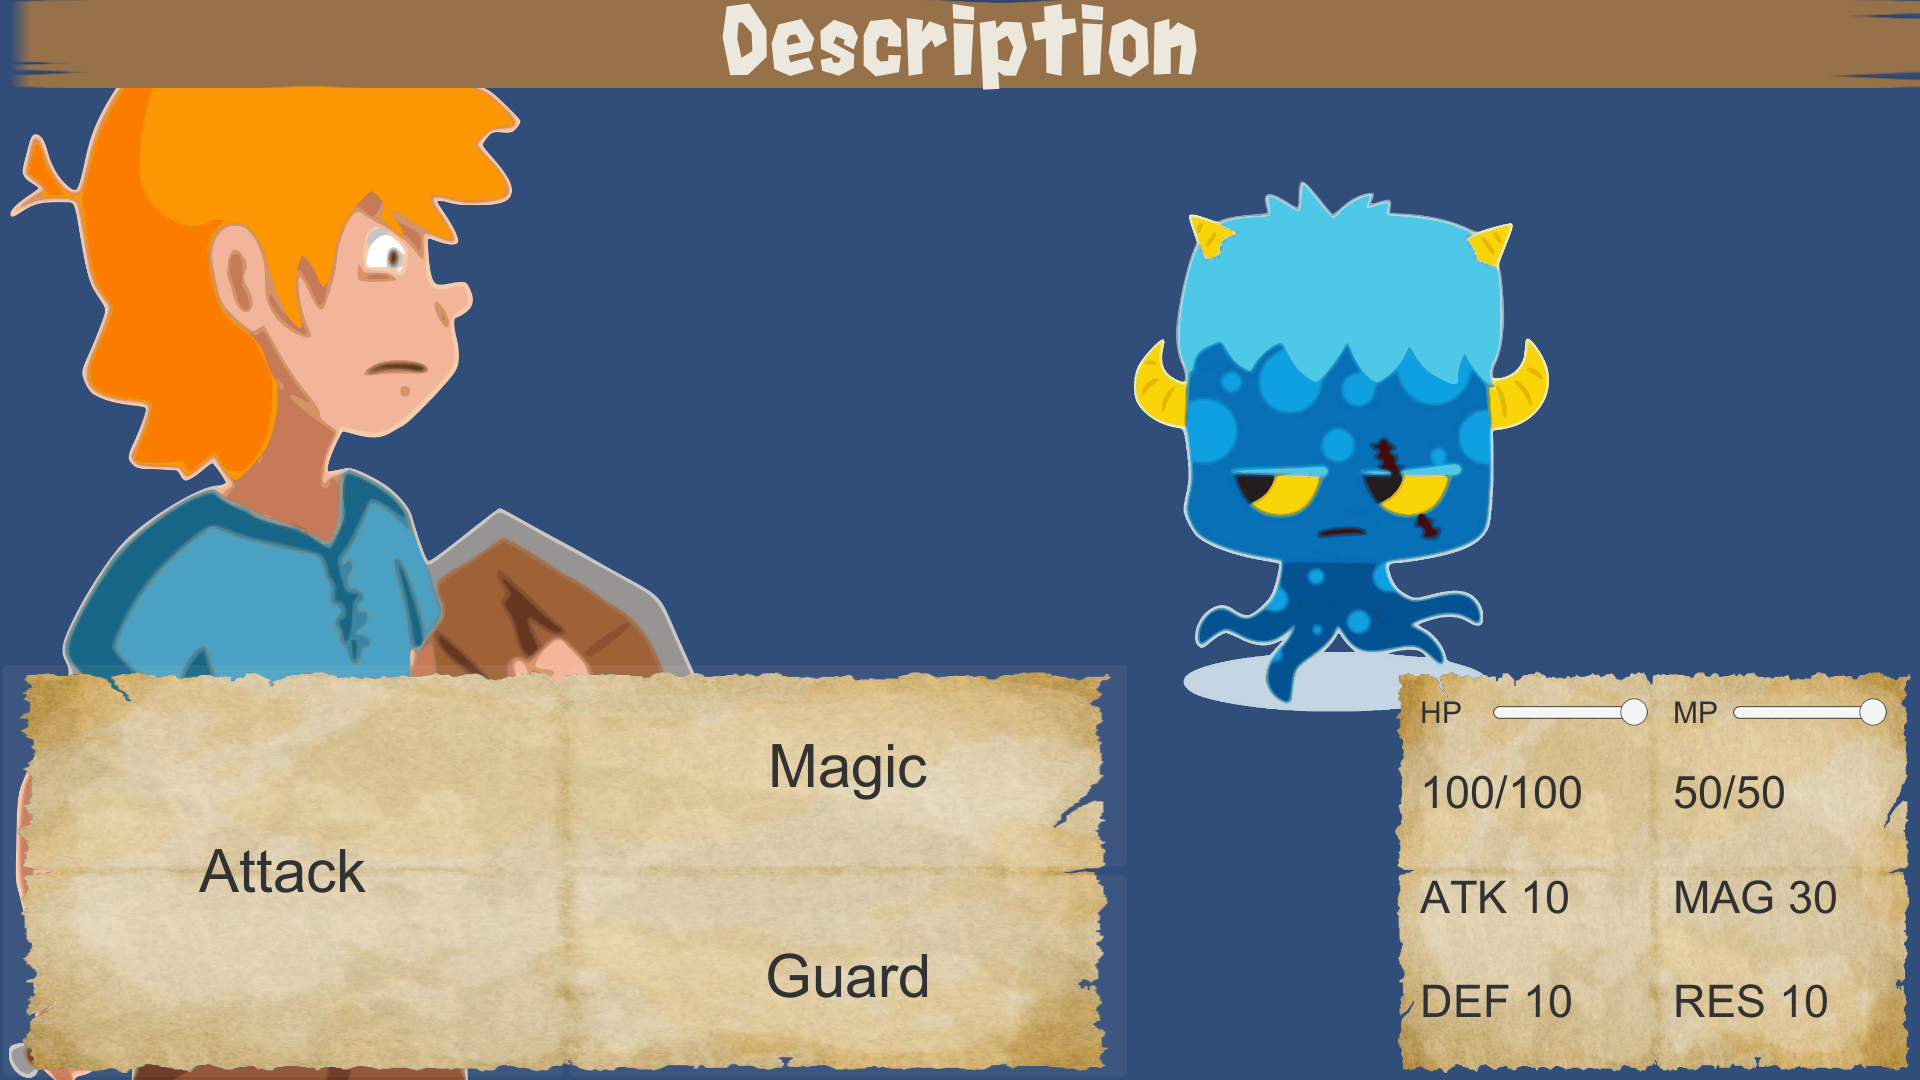 Description
Magic
Attack
Guard
HP MP
100/100 50/50
ATK 10 MAG 30
DEF 10 RES 10